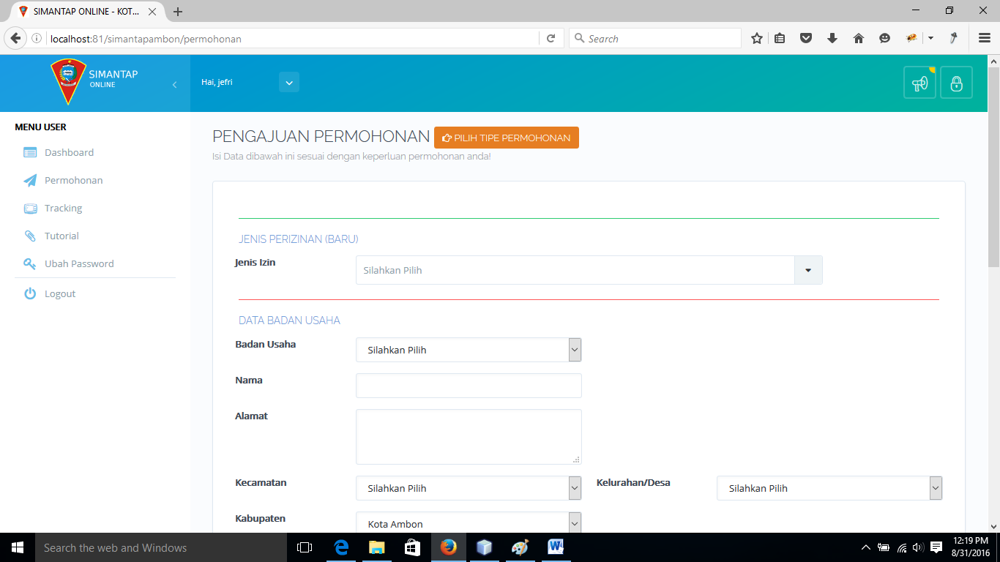 SIMANTAP ONLINE - KOT...
localhost:81/simantapambon/permohonan
Search
SIMANTAP
ONLINE
Hai, jefri
MENU USER
Dashboard
Permohonan
Tracking
Tutorial
Ubah Password
Logout
PENGAJUAN PERMOHONAN
PILIH TIPE PERMOHONAN
Isi Data dibawah ini sesuai dengan keperluan permohonan anda!
JENIS PERIZINAN (BARU)
Jenis Izin
Silahkan Pilih
DATA BADAN USAHA
Badan Usaha
Silahkan Pilih
Nama
Alamat
Kecamatan
Silahkan Pilih
Kelurahan/Desa
Silahkan Pilih
Kabupaten
Kota Ambon
Search the web and Windows
12:19 PM
8/31/2016